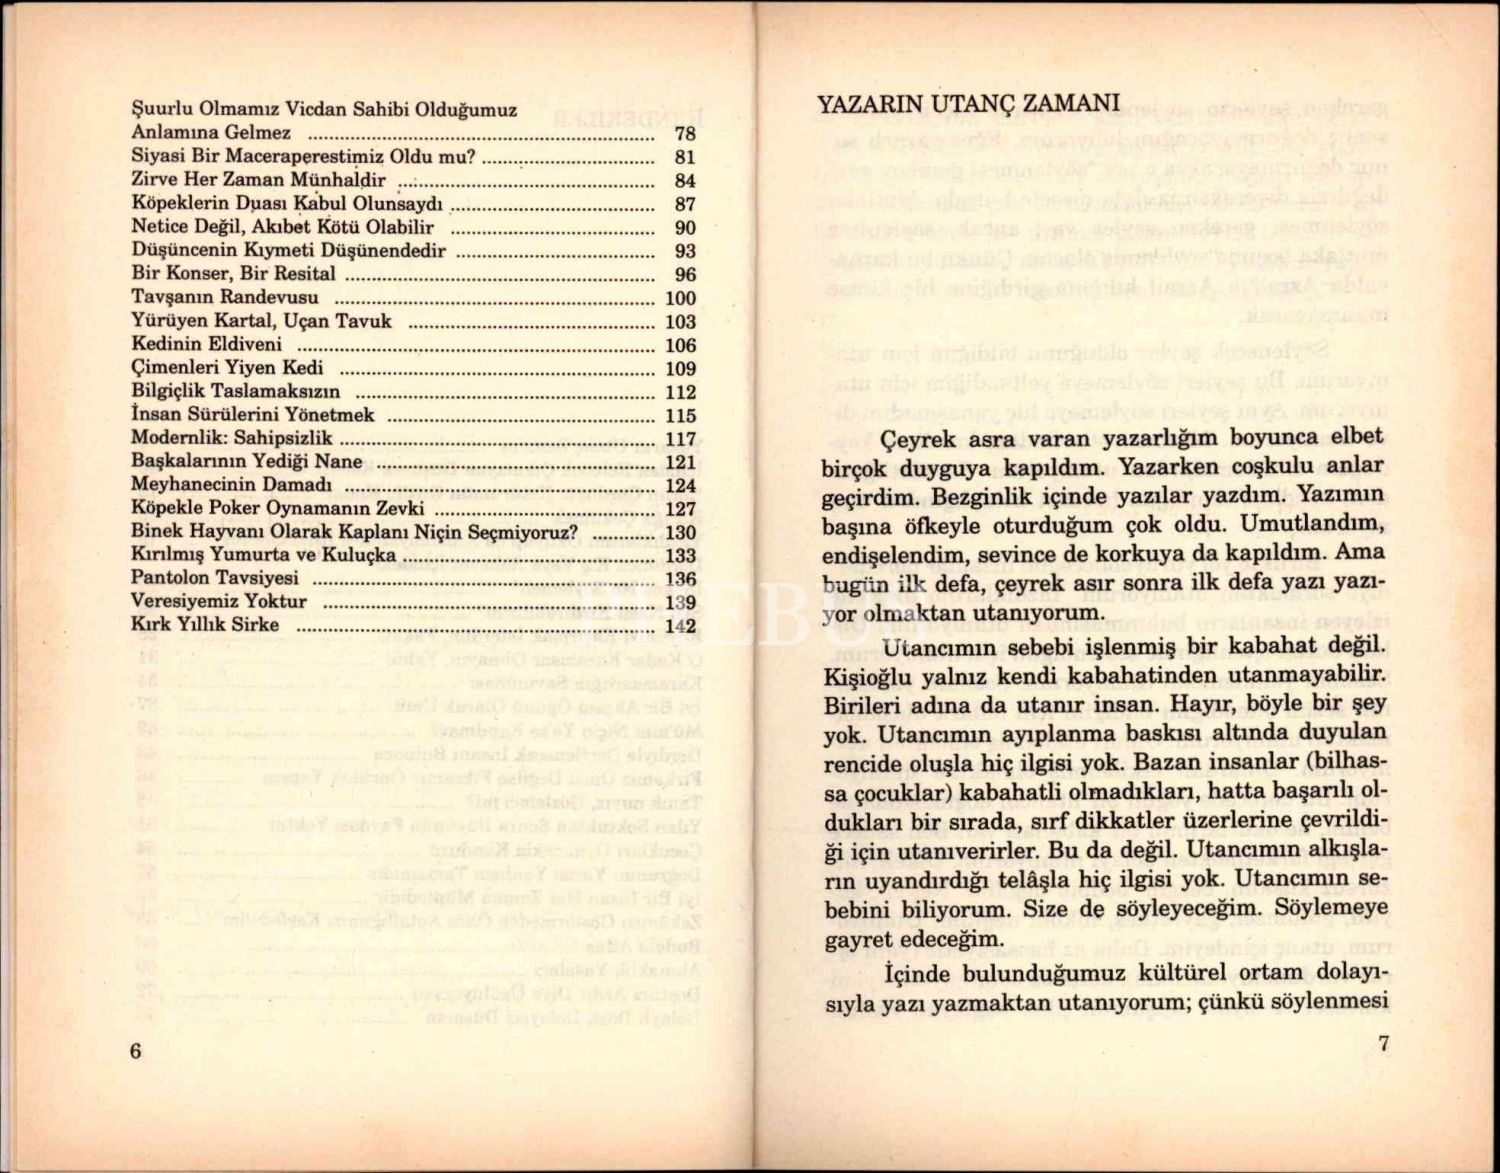 Şuurlu Olmamız Vicdan Sahibi Olduğumuz
Anlamına Gelmez ........................ 78
Siyasi Bir Maceraperestimiz Oldu mu? ........................ 81
Zirve Her Zaman Münhaldir ........................ 84
Köpeklerin Duası Kabul Olunsaydı ........................ 87
Netice Değil, Akıbet Kötü Olabilir ........................ 90
Düşüncenin Kıymeti Düşünendedir ........................ 93
Bir Konser, Bir Resital ........................ 96
Tavşanın Randevusu ........................ 100
Yürüyen Kartal, Uçan Tavuk ........................ 103
Kedinin Eldiveni ........................ 106
Çimenleri Yiyen Kedi ........................ 109
Bilgiçlik Taslamaksızın ........................ 112
İnsan Sürülerini Yönetmek ........................ 115
Modernlik: Sahipsizlik ........................ 117
Başkalarının Yediği Nane ........................ 121
Meyhanecinin Damadı ........................ 124
Köpekle Poker Oynamanın Zevki ........................ 127
Binek Hayvanı Olarak Kaplanı Niçin Seçmiyoruz? ............ 130
Kırılmış Yumurta ve Kuluçka ........................ 133
Pantolon Tavsiyesi ........................ 136
Veresiyemiz Yoktur ........................ 139
Kırk Yıllık Sirke ........................ 142
6
YAZARIN UTANÇ ZAMANI
Çeyrek asra varan yazarlığım boyunca elbet
birçok duyguya kapıldım. Yazarken coşkulu anlar
geçirdim. Bezginlik içinde yazılar yazdım. Yazımın
başına öfkeyle oturduğum çok oldu. Umutlandım,
endişelendim, sevince de korkuya da kapıldım. Ama
bugün ilk defa, çeyrek asır sonra ilk defa yazı yazı-
yor olmaktan utanıyorum.
Utancımın sebebi işlenmiş bir kabahat değil.
Kişioğlu yalnız kendi kabahatinden utanmayabilir.
Birileri adına da utanır insan. Hayır, böyle bir şey
yok. Utancımın ayıplanma baskısı altında duyulan
rencide oluşla hiç ilgisi yok. Bazan insanlar (bilhas-
sa çocuklar) kabahatli olmadıkları, hatta başarılı ol-
dukları bir sırada, sırf dikkatler üzerlerine çevrildi-
ği için utanıverirler. Bu da değil. Utancımın alkışla-
rın uyandırdığı telâşla hiç ilgisi yok. Utancımın se-
bebini biliyorum. Size de söyleyeceğim. Söylemeye
gayret edeceğim.
İçinde bulunduğumuz kültürel ortam dolayı-
sıyla yazı yazmaktan utanıyorum; çünkü söylenmesi
7